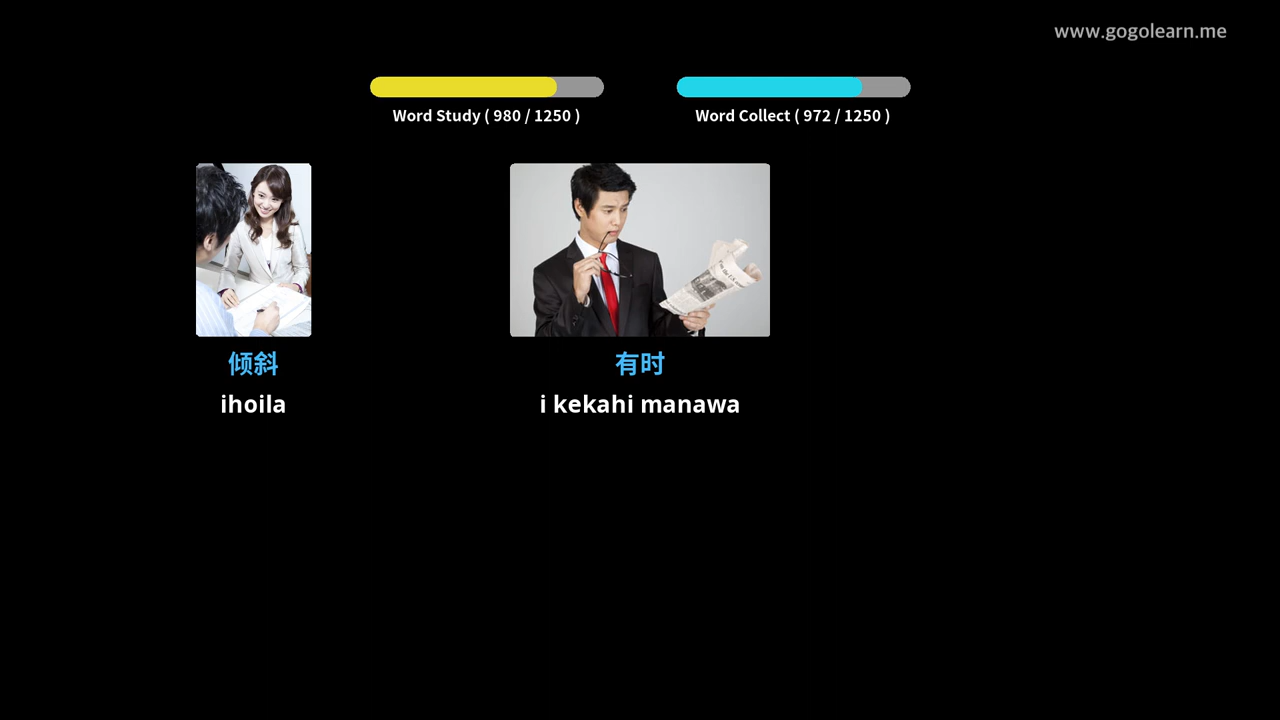 www.gogolearn.me
Word Study ( 980 / 1250 )
Word Collect ( 972 / 1250 )
倾斜
ihoila
有时
i kekahi manawa